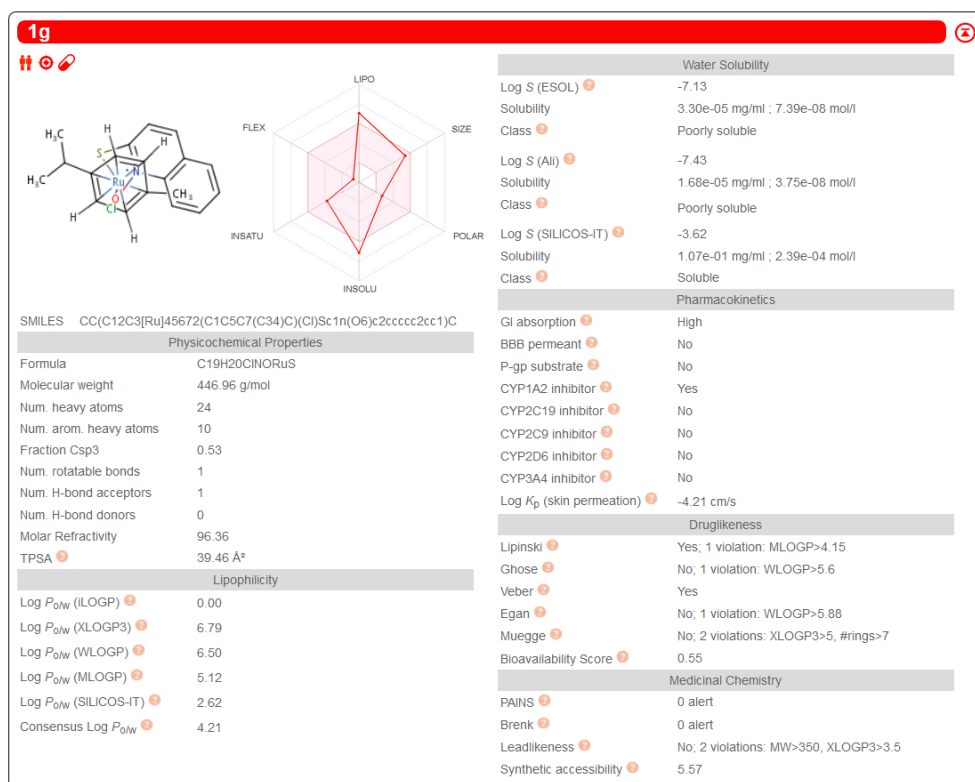 1g
LIPO
FLEX
SIZE
INSATU
POLAR
INSOLU
H
H
H3C
S
N
Ru
H3C
CH3
O
Cl
H
H
SMILES CC(C12C3[Ru]45672(C1C5C7(C34)C)(Cl)Sc1n(O6)c2ccccc2cc1)C
Physicochemical Properties
Formula C19H20ClNORuS
Molecular weight 446.96 g/mol
Num. heavy atoms 24
Num. arom. heavy atoms 10
Fraction Csp3 0.53
Num. rotatable bonds 1
Num. H-bond acceptors 1
Num. H-bond donors 0
Molar Refractivity 96.36
TPSA ? 39.46 Å²
Lipophilicity
Log Po/w (iLOGP) ? 0.00
Log Po/w (XLOGP3) ? 6.79
Log Po/w (WLOGP) ? 6.50
Log Po/w (MLOGP) ? 5.12
Log Po/w (SILICOS-IT) ? 2.62
Consensus Log Po/w ? 4.21
Water Solubility
Log S (ESOL) ? -7.13
Solubility 3.30e-05 mg/ml ; 7.39e-08 mol/l
Class ? Poorly soluble
Log S (Ali) ? -7.43
Solubility 1.68e-05 mg/ml ; 3.75e-08 mol/l
Class ? Poorly soluble
Log S (SILICOS-IT) ? -3.62
Solubility 1.07e-01 mg/ml ; 2.39e-04 mol/l
Class ? Soluble
Pharmacokinetics
GI absorption ? High
BBB permeant ? No
P-gp substrate ? No
CYP1A2 inhibitor ? Yes
CYP2C19 inhibitor ? No
CYP2C9 inhibitor ? No
CYP2D6 inhibitor ? No
CYP3A4 inhibitor ? No
Log Kp (skin permeation) ? -4.21 cm/s
Druglikeness
Lipinski ? Yes; 1 violation: MLOGP>4.15
Ghose ? No; 1 violation: WLOGP>5.6
Veber ? Yes
Egan ? No; 1 violation: WLOGP>5.88
Muegge ? No; 2 violations: XLOGP3>5, #rings>7
Bioavailability Score ? 0.55
Medicinal Chemistry
PAINS ? 0 alert
Brenk ? 0 alert
Leadlikeness ? No; 2 violations: MW>350, XLOGP3>3.5
Synthetic accessibility ? 5.57